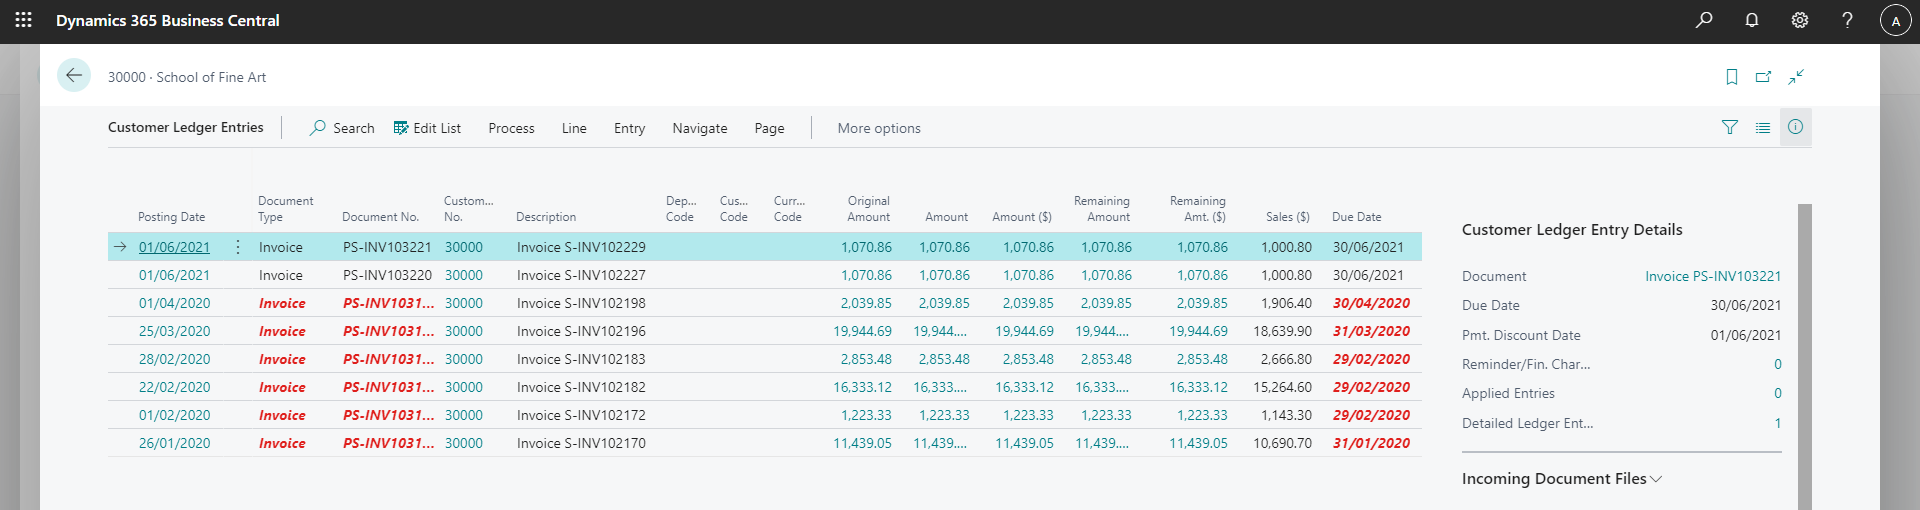 Dynamics 365 Business Central
A
30000 · School of Fine Art
Customer Ledger Entries Search Edit List Process Line Entry Navigate Page More options
Posting Date Document Type Document No. Custom... No. Description Dep... Code Cus... Code Curr... Code Original Amount Amount Amount ($) Remaining Amount Remaining Amt. ($) Sales ($) Due Date
01/06/2021 Invoice PS-INV103221 30000 Invoice S-INV102229 1,070.86 1,070.86 1,070.86 1,070.86 1,070.86 1,000.80 30/06/2021
01/06/2021 Invoice PS-INV103220 30000 Invoice S-INV102227 1,070.86 1,070.86 1,070.86 1,070.86 1,070.86 1,000.80 30/06/2021
01/04/2020 Invoice PS-INV1031... 30000 Invoice S-INV102198 2,039.85 2,039.85 2,039.85 2,039.85 2,039.85 1,906.40 30/04/2020
25/03/2020 Invoice PS-INV1031... 30000 Invoice S-INV102196 19,944.69 19,944.... 19,944.69 19,944.... 19,944.69 18,639.90 31/03/2020
28/02/2020 Invoice PS-INV1031... 30000 Invoice S-INV102183 2,853.48 2,853.48 2,853.48 2,853.48 2,853.48 2,666.80 29/02/2020
22/02/2020 Invoice PS-INV1031... 30000 Invoice S-INV102182 16,333.12 16,333.... 16,333.12 16,333.... 16,333.12 15,264.60 29/02/2020
01/02/2020 Invoice PS-INV1031... 30000 Invoice S-INV102172 1,223.33 1,223.33 1,223.33 1,223.33 1,223.33 1,143.30 29/02/2020
26/01/2020 Invoice PS-INV1031... 30000 Invoice S-INV102170 11,439.05 11,439.... 11,439.05 11,439.... 11,439.05 10,690.70 31/01/2020
Customer Ledger Entry Details
Document Invoice PS-INV103221
Due Date 30/06/2021
Pmt. Discount Date 01/06/2021
Reminder/Fin. Char... 0
Applied Entries 0
Detailed Ledger Ent... 1
Incoming Document Files